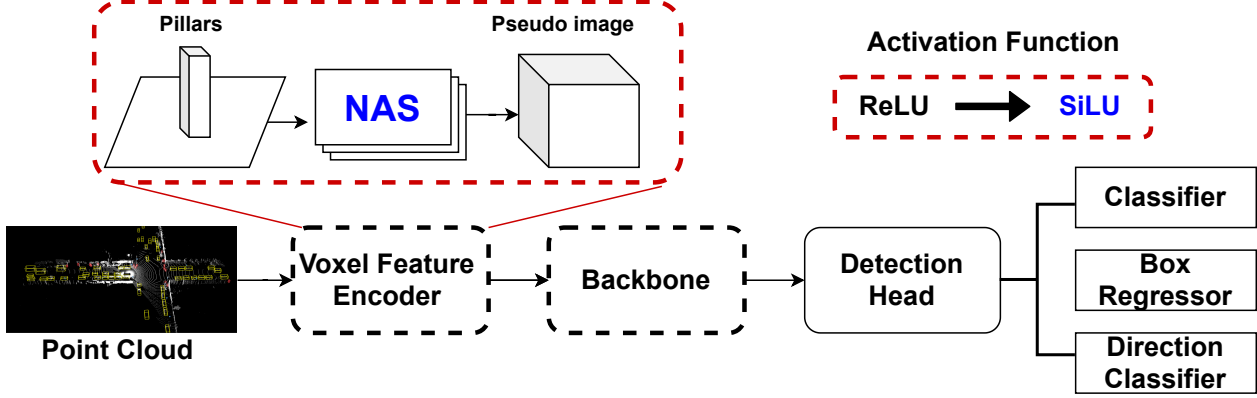 Pillars
Pseudo image
NAS
Activation Function
ReLU
SiLU
Point Cloud
Voxel Feature
Encoder
Backbone
Detection
Head
Classifier
Box
Regressor
Direction
Classifier